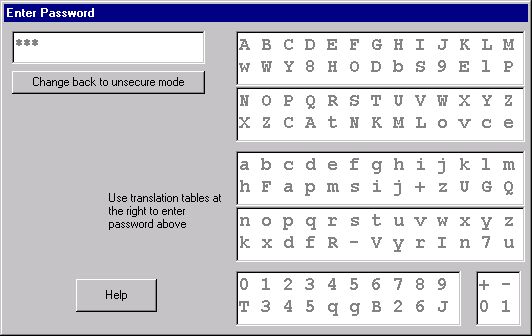 Enter Password
***
Change back to unsecure mode
A B C D E F G H I J K L M
w W Y 8 H O D b S 9 E l P
N O P Q R S T U V W X Y Z
X Z C A t N K M L o v c e
a b c d e f g h i j k l m
h F a p m s i j + z U G Q
n o p q r s t u v w x y z
k x d f R - V y r I n 7 u
Use translation tables at
the right to enter
password above
0 1 2 3 4 5 6 7 8 9
T 3 4 5 q g B 2 6 J
+ -
0 1
Help